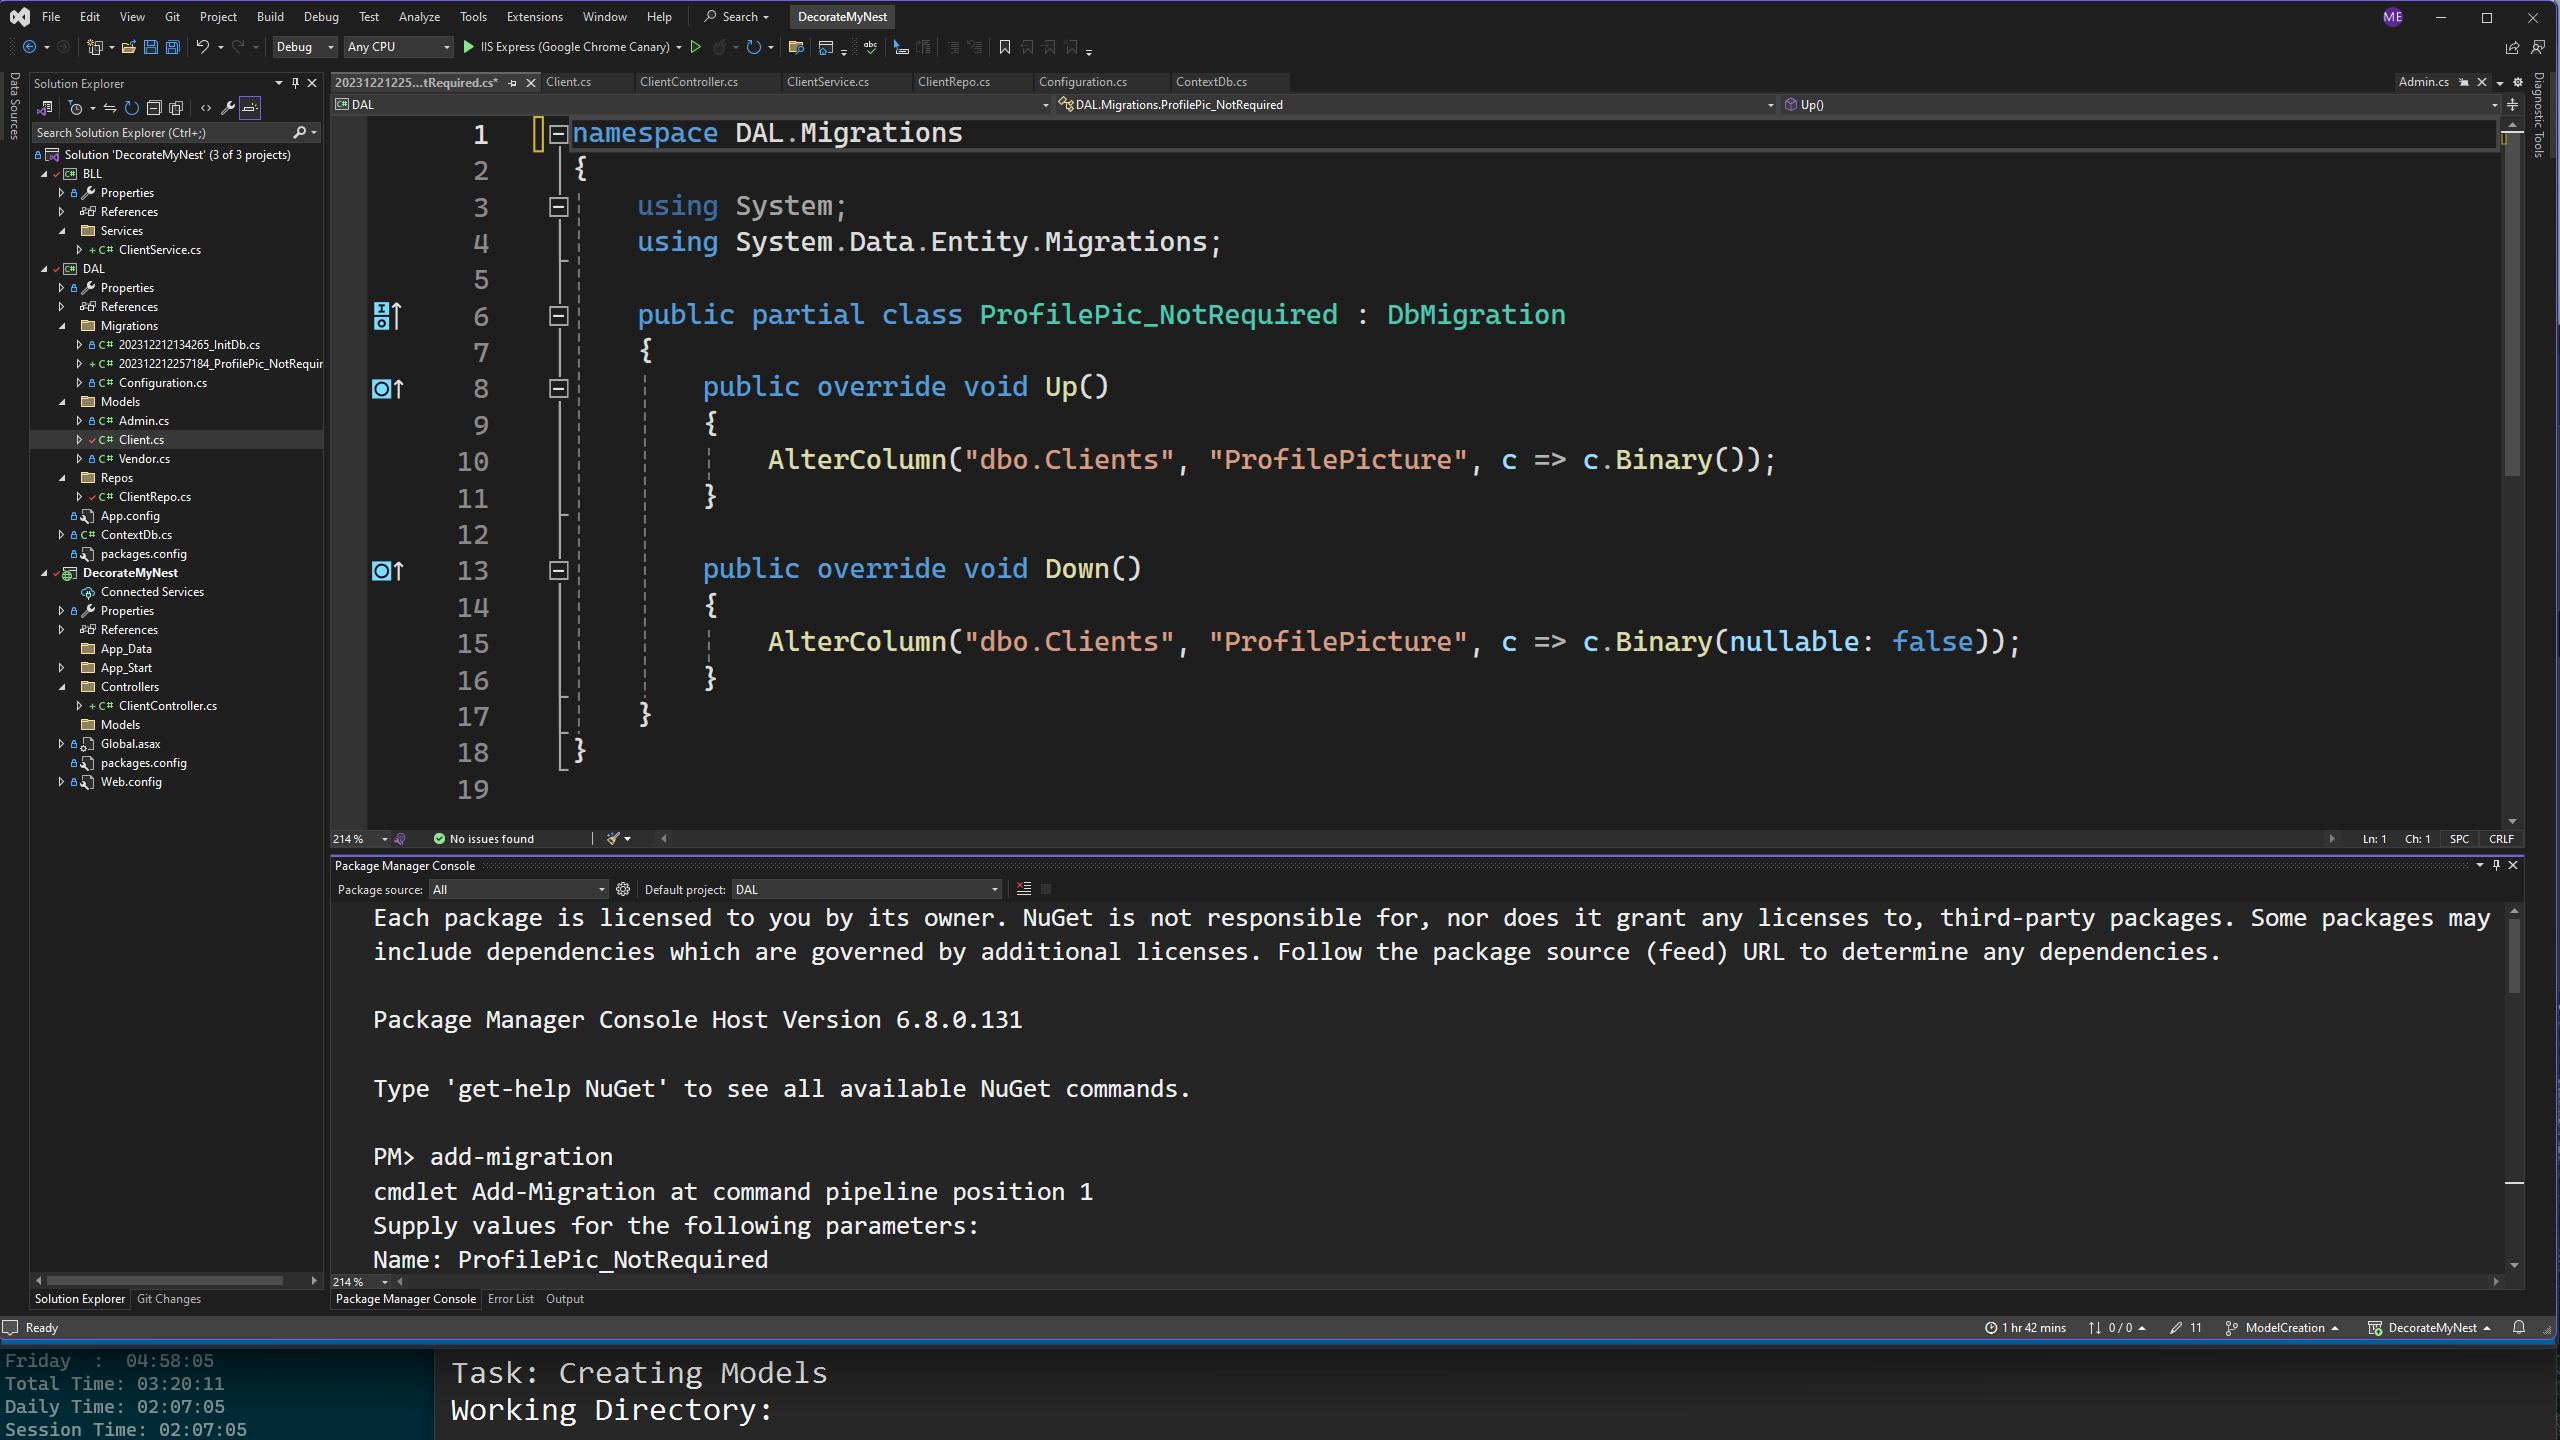 File Edit View Git Project Build Debug Test Analyze Tools Extensions Window Help Search DecorateMyNest ME
Debug Any CPU IIS Express (Google Chrome Canary)
Data Sources
Solution Explorer
Search Solution Explorer (Ctrl+;)
Solution 'DecorateMyNest' (3 of 3 projects)
BLL
Properties
References
Services
C# ClientService.cs
DAL
Properties
References
Migrations
C# 202312212134265_InitDb.cs
C# 202312212257184_ProfilePic_NotRequir
C# Configuration.cs
Models
C# Admin.cs
C# Client.cs
C# Vendor.cs
Repos
C# ClientRepo.cs
App.config
C# ContextDb.cs
packages.config
DecorateMyNest
Connected Services
Properties
References
App_Data
App_Start
Controllers
C# ClientController.cs
Models
Global.asax
packages.config
Web.config
Solution Explorer Git Changes
20231221225...tRequired.cs* Client.cs ClientController.cs ClientService.cs ClientRepo.cs Configuration.cs ContextDb.cs Admin.cs
DAL DAL.Migrations.ProfilePic_NotRequired Up()
Diagnostic Tools
1 namespace DAL.Migrations
2 {
3 using System;
4 using System.Data.Entity.Migrations;
5
6 public partial class ProfilePic_NotRequired : DbMigration
7 {
8 public override void Up()
9 {
10 AlterColumn("dbo.Clients", "ProfilePicture", c => c.Binary());
11 }
12
13 public override void Down()
14 {
15 AlterColumn("dbo.Clients", "ProfilePicture", c => c.Binary(nullable: false));
16 }
17 }
18 }
19
214 % No issues found Ln: 1 Ch: 1 SPC CRLF
Package Manager Console
Package source: All Default project: DAL
Each package is licensed to you by its owner. NuGet is not responsible for, nor does it grant any licenses to, third-party packages. Some packages may
include dependencies which are governed by additional licenses. Follow the package source (feed) URL to determine any dependencies.
Package Manager Console Host Version 6.8.0.131
Type 'get-help NuGet' to see all available NuGet commands.
PM> add-migration
cmdlet Add-Migration at command pipeline position 1
Supply values for the following parameters:
Name: ProfilePic_NotRequired
214 %
Package Manager Console Error List Output
Ready 1 hr 42 mins 0 / 0 11 ModelCreation DecorateMyNest
Friday : 04:58:05
Total Time: 03:20:11
Daily Time: 02:07:05
Session Time: 02:07:05
Task: Creating Models
Working Directory: